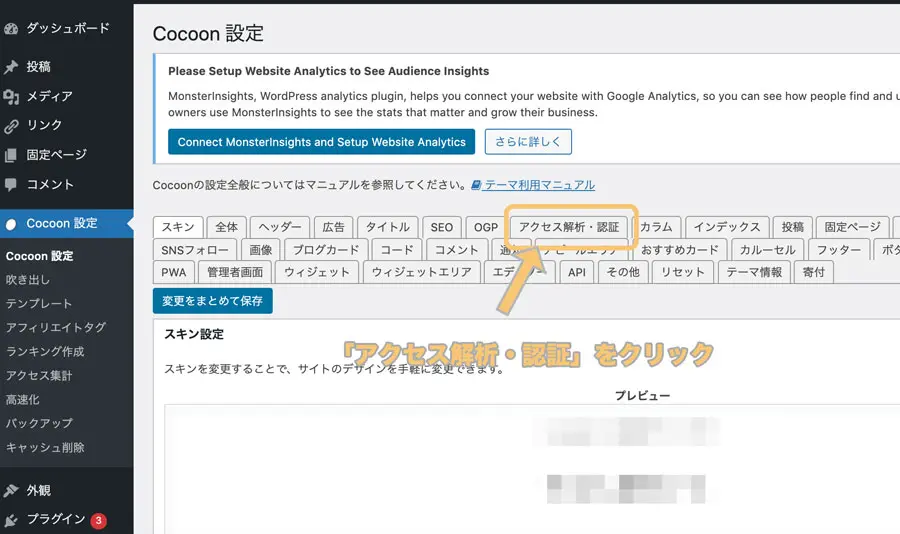 ダッシュボード
投稿
メディア
リンク
固定ページ
コメント
Cocoon 設定
Cocoon 設定
吹き出し
テンプレート
アフィリエイトタグ
ランキング作成
アクセス集計
高速化
バックアップ
キャッシュ削除
外観
プラグイン 3
Cocoon 設定
Please Setup Website Analytics to See Audience Insights
MonsterInsights, WordPress analytics plugin, helps you connect your website with Google Analytics, so you can see how people find and u
owners use MonsterInsights to see the stats that matter and grow their business.
Connect MonsterInsights and Setup Website Analytics さらに詳しく
Cocoonの設定全般についてはマニュアルを参照してください。 テーマ利用マニュアル
スキン 全体 ヘッダー 広告 タイトル SEO OGP アクセス解析・認証 カラム インデックス 投稿 固定ページ
SNSフォロー 画像 ブログカード コード コメント おすすめカード カルーセル フッター ボタ
PWA 管理者画面 ウィジェット ウィジェットエリア API その他 リセット テーマ情報 寄付
変更をまとめて保存
スキン設定
「アクセス解析・認証」をクリック
スキンを変更することで、サイトのデザインを手軽に変更できます。
プレビュー